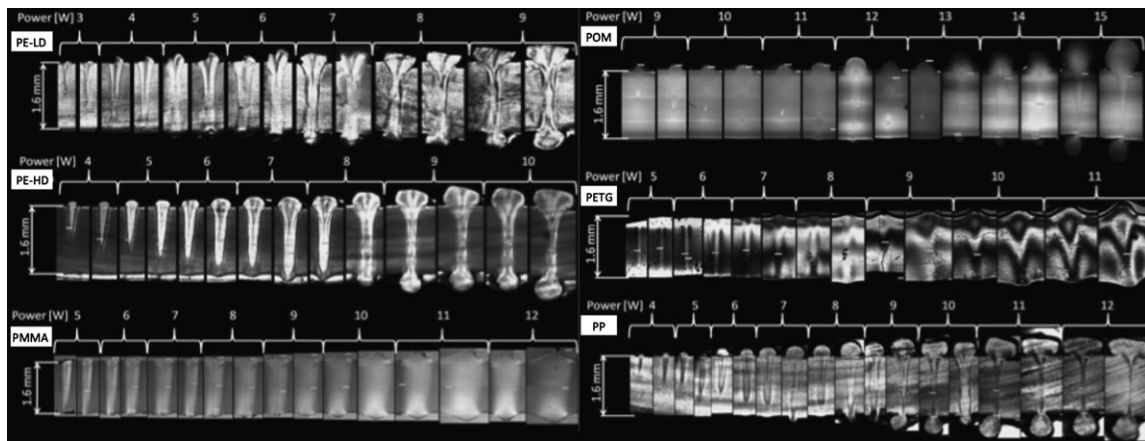 Power [W] 3 4 5 6 7 8 9
PE-LD
1.6 mm
Power [W] 4 5 6 7 8 9 10
PE-HD
1.6 mm
Power [W] 5 6 7 8 9 10 11 12
PMMA
1.6 mm
Power [W] 9 10 11 12 13 14 15
POM
1.6 mm
Power [W] 5 6 7 8 9 10 11
PETG
1.6 mm
Power [W] 4 5 6 7 8 9 10 11 12
PP
1.6 mm